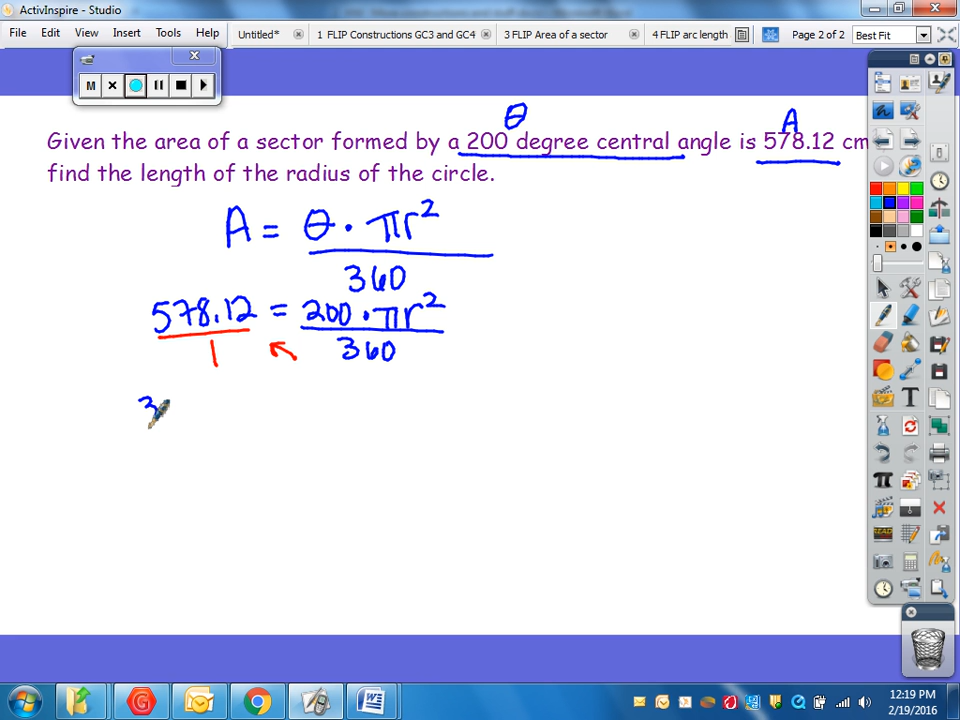 ActivInspire - Studio
File Edit View Insert Tools Help Untitled* 1 FLIP Constructions GC3 and GC4 3 FLIP Area of a sector 4 FLIP arc length Page 2 of 2 Best Fit
M
θ A
Given the area of a sector formed by a 200 degree central angle is 578.12 cm
find the length of the radius of the circle.
A = θ · πr²
360
578.12 = 200 · πr²
1 360
3
12:19 PM
2/19/2016